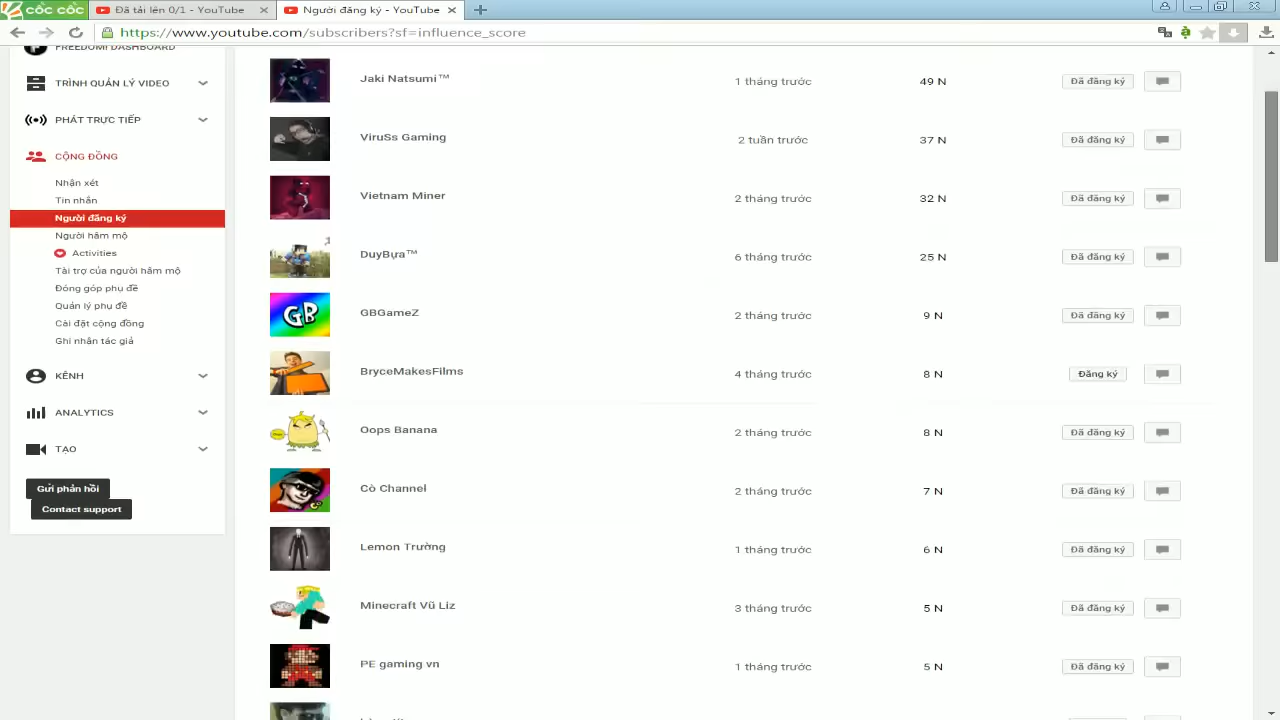 cốc cốc
Đã tải lên 0/1 - YouTube
Người đăng ký - YouTube
https://www.youtube.com/subscribers?sf=influence_score
FREEDOM! DASHBOARD
TRÌNH QUẢN LÝ VIDEO
PHÁT TRỰC TIẾP
CỘNG ĐỒNG
Nhận xét
Tin nhắn
Người đăng ký
Người hâm mộ
Activities
Tài trợ của người hâm mộ
Đóng góp phụ đề
Quản lý phụ đề
Cài đặt cộng đồng
Ghi nhận tác giả
KÊNH
ANALYTICS
TẠO
Gửi phản hồi
Contact support
Jaki Natsumi™ 1 tháng trước 49 N Đã đăng ký
ViruSs Gaming 2 tuần trước 37 N Đã đăng ký
Vietnam Miner 2 tháng trước 32 N Đã đăng ký
DuyBựa™ 6 tháng trước 25 N Đã đăng ký
GB
GBGameZ 2 tháng trước 9 N Đã đăng ký
BryceMakesFilms 4 tháng trước 8 N Đăng ký
Oops Banana 2 tháng trước 8 N Đã đăng ký
Cò Channel 2 tháng trước 7 N Đã đăng ký
Lemon Trường 1 tháng trước 6 N Đã đăng ký
Minecraft Vũ Liz 3 tháng trước 5 N Đã đăng ký
PE gaming vn 1 tháng trước 5 N Đã đăng ký